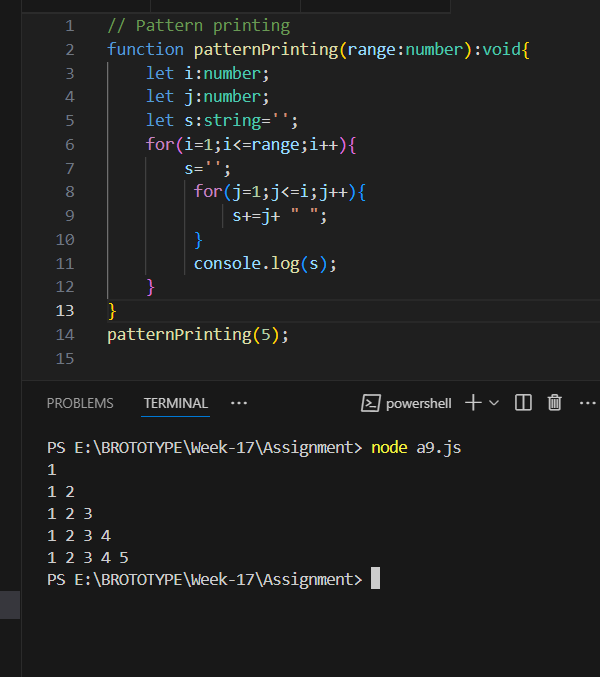 1 // Pattern printing
2 function patternPrinting(range:number):void{
3 let i:number;
4 let j:number;
5 let s:string='';
6 for(i=1;i<=range;i++){
7 s='';
8 for(j=1;j<=i;j++){
9 s+=j+ " ";
10 }
11 console.log(s);
12 }
13 }
14 patternPrinting(5);
15
PROBLEMS TERMINAL ··· powershell ···
PS E:\BROTOTYPE\Week-17\Assignment> node a9.js
1
1 2
1 2 3
1 2 3 4
1 2 3 4 5
PS E:\BROTOTYPE\Week-17\Assignment>